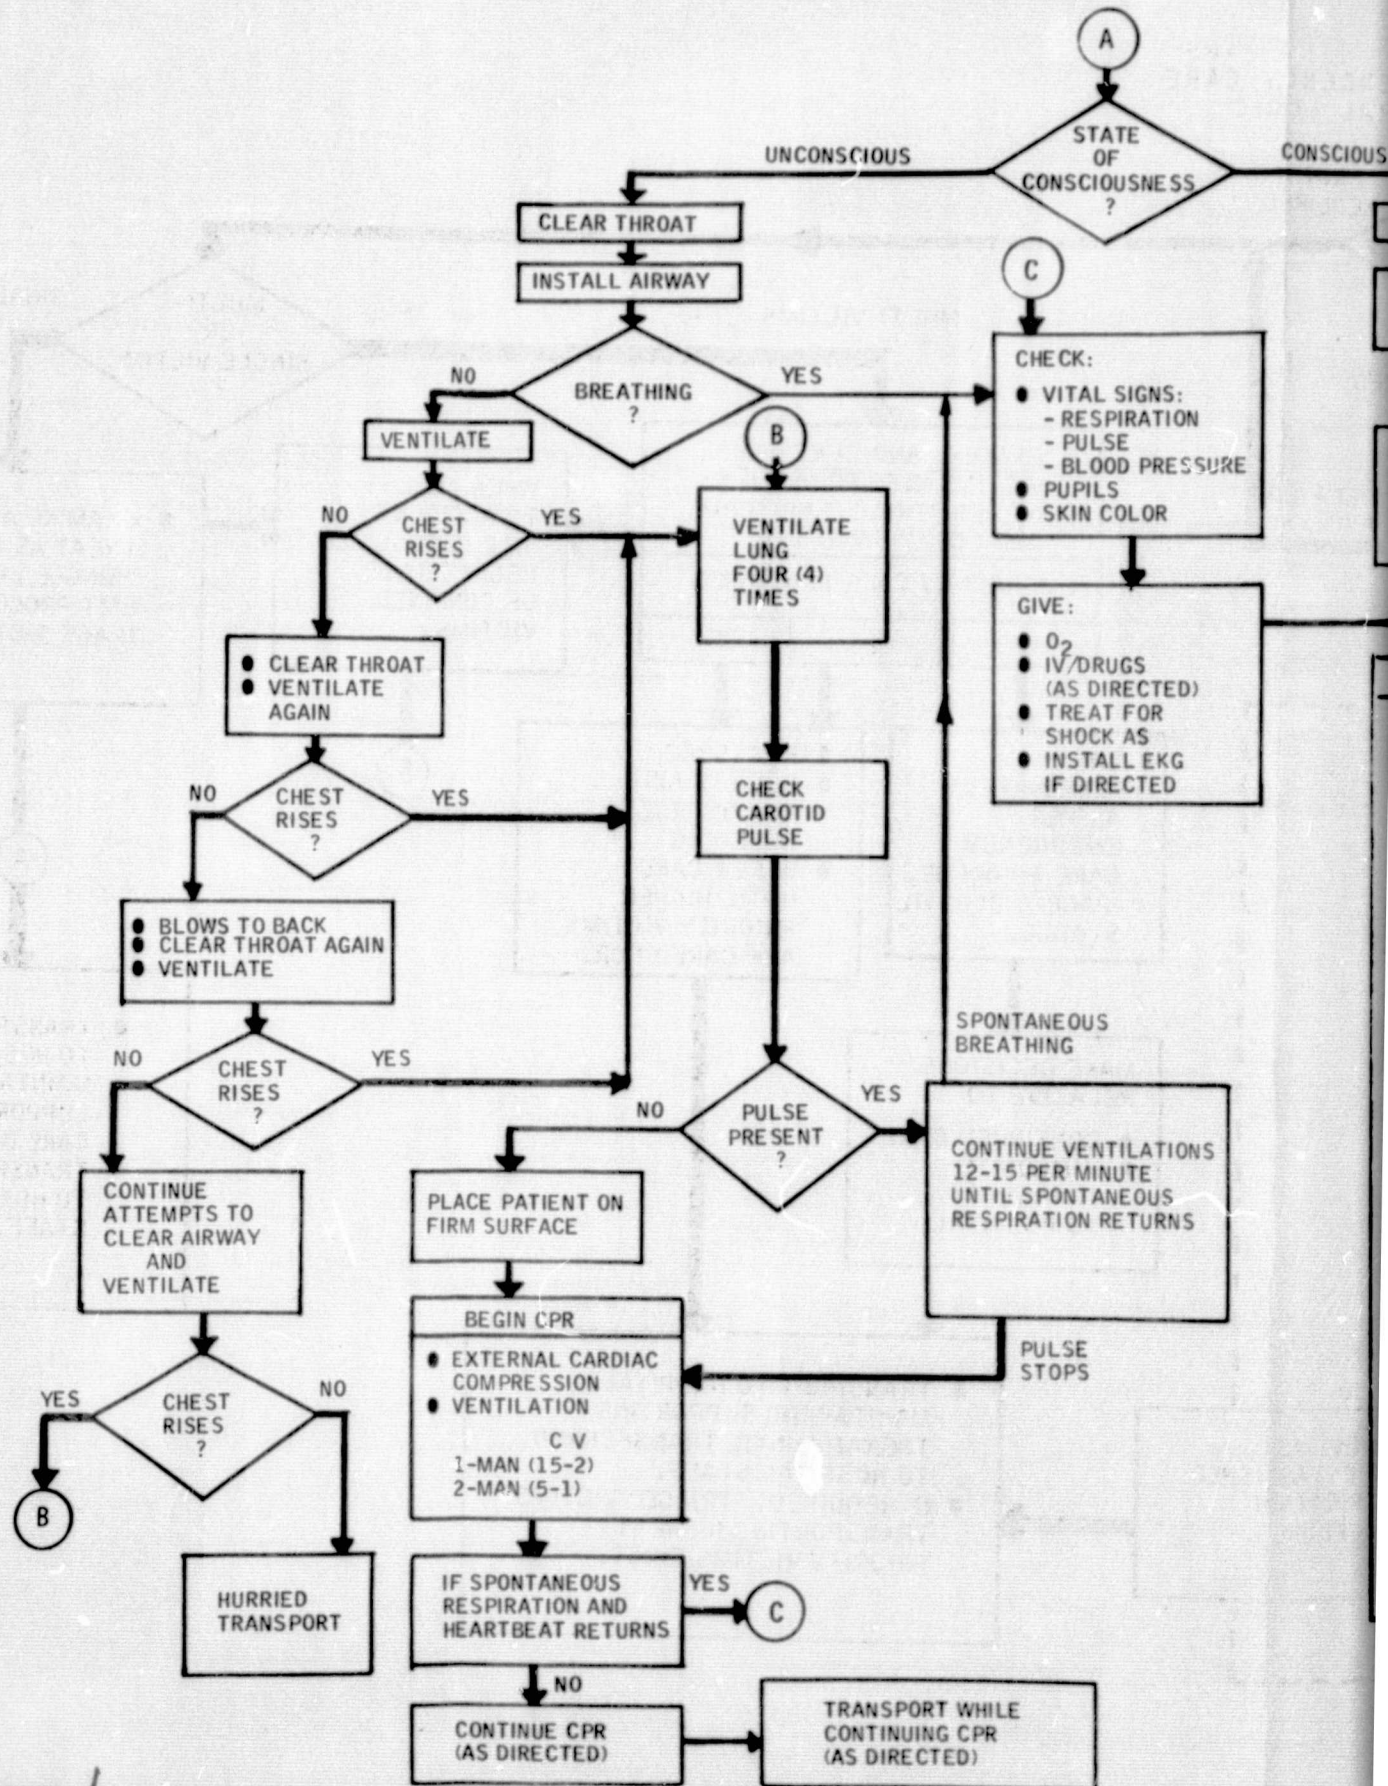 A
STATE
OF
CONSCIOUSNESS
?
UNCONSCIOUS
CONSCIOUS
CLEAR THROAT
INSTALL AIRWAY
BREATHING
?
NO
YES
C
CHECK:
● VITAL SIGNS:
- RESPIRATION
- PULSE
- BLOOD PRESSURE
● PUPILS
● SKIN COLOR
GIVE:
● O2
● IV/DRUGS
(AS DIRECTED)
● TREAT FOR
SHOCK AS
● INSTALL EKG
IF DIRECTED
VENTILATE
CHEST
RISES
?
NO
YES
B
VENTILATE
LUNG
FOUR (4)
TIMES
● CLEAR THROAT
● VENTILATE
AGAIN
CHEST
RISES
?
NO
YES
CHECK
CAROTID
PULSE
● BLOWS TO BACK
● CLEAR THROAT AGAIN
● VENTILATE
CHEST
RISES
?
NO
YES
SPONTANEOUS
BREATHING
PULSE
PRESENT
?
NO
YES
CONTINUE VENTILATIONS
12-15 PER MINUTE
UNTIL SPONTANEOUS
RESPIRATION RETURNS
PULSE
STOPS
CONTINUE
ATTEMPTS TO
CLEAR AIRWAY
AND
VENTILATE
PLACE PATIENT ON
FIRM SURFACE
BEGIN CPR
● EXTERNAL CARDIAC
COMPRESSION
● VENTILATION
C V
1-MAN (15-2)
2-MAN (5-1)
CHEST
RISES
?
YES
NO
B
HURRIED
TRANSPORT
IF SPONTANEOUS
RESPIRATION AND
HEARTBEAT RETURNS
YES
C
NO
CONTINUE CPR
(AS DIRECTED)
TRANSPORT WHILE
CONTINUING CPR
(AS DIRECTED)